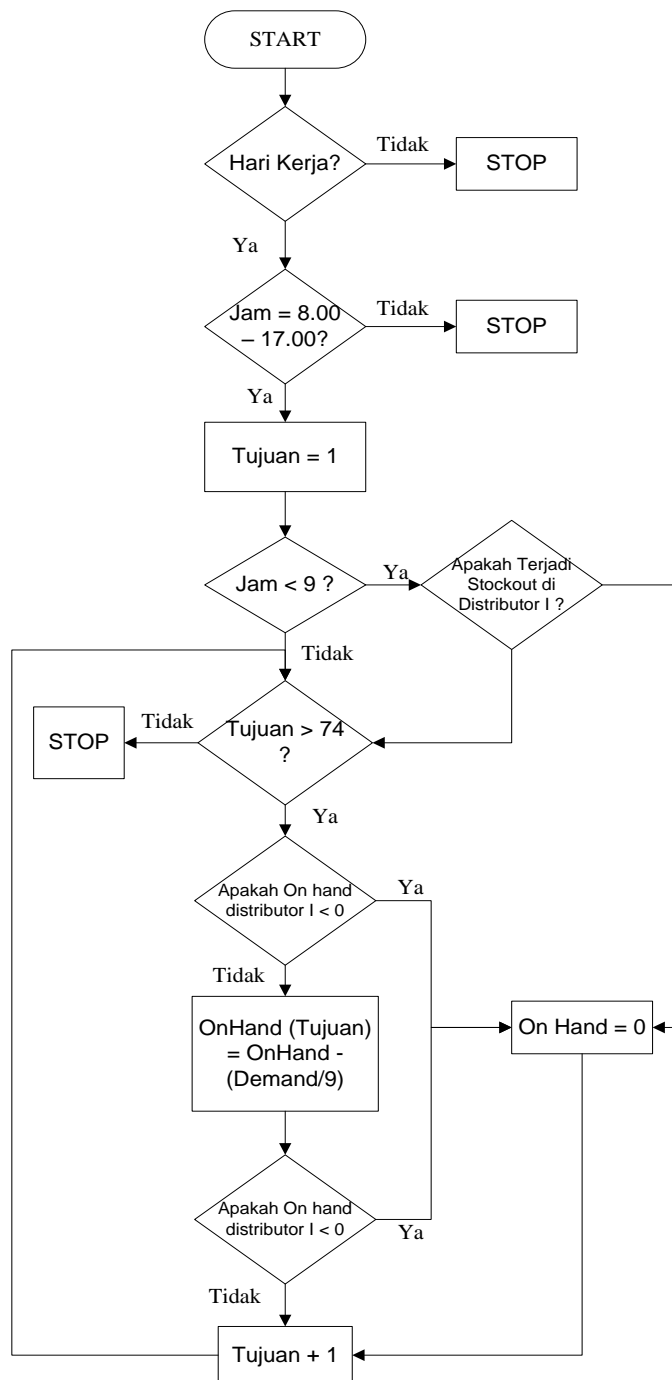 START
Hari Kerja?
Tidak
STOP
Ya
Jam = 8.00
– 17.00?
Tidak
STOP
Ya
Tujuan = 1
Jam < 9 ?
Ya
Apakah Terjadi
Stockout di
Distributor I ?
Tidak
Tujuan > 74
?
Tidak
STOP
Ya
Apakah On hand
distributor I < 0
Ya
Tidak
OnHand (Tujuan)
= OnHand -
(Demand/9)
On Hand = 0
Apakah On hand
distributor I < 0
Ya
Tidak
Tujuan + 1